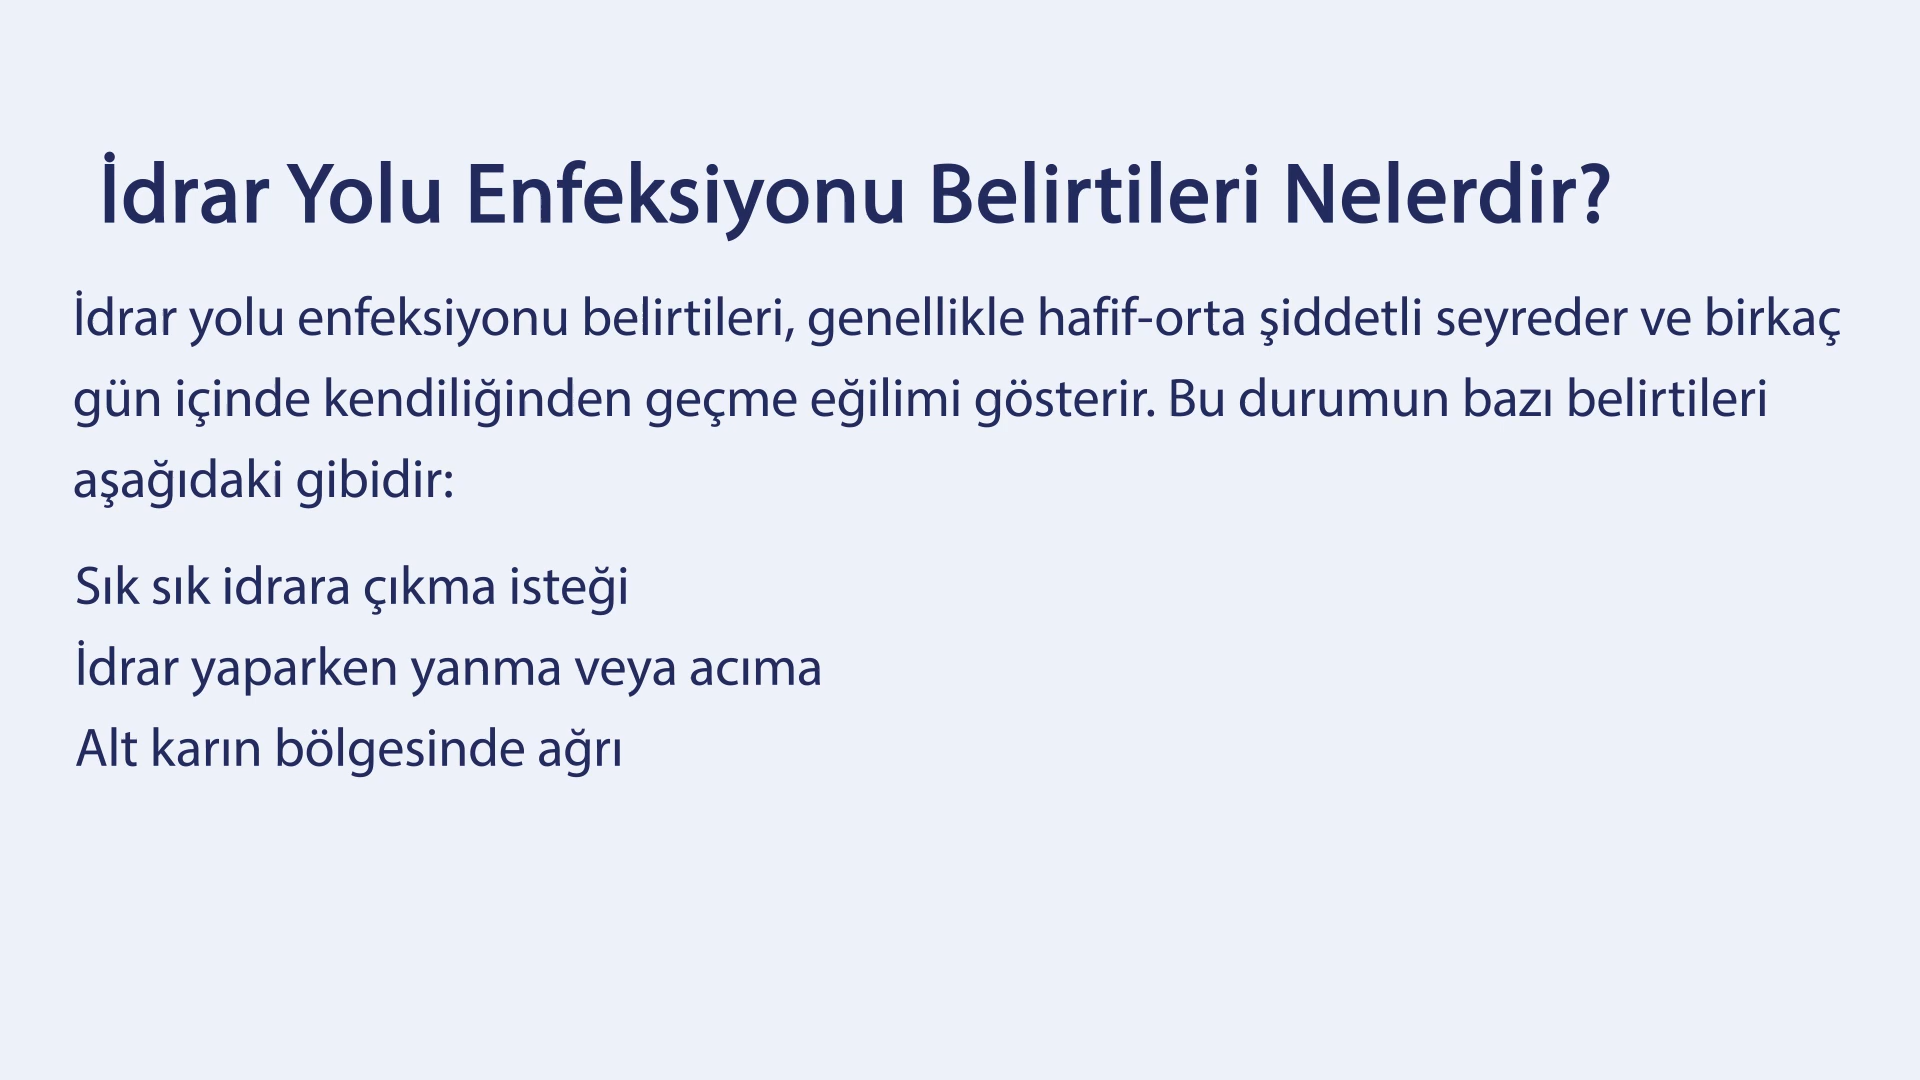 İdrar Yolu Enfeksiyonu Belirtileri Nelerdir?
İdrar yolu enfeksiyonu belirtileri, genellikle hafif-orta şiddetli seyreder ve birkaç
gün içinde kendiliğinden geçme eğilimi gösterir. Bu durumun bazı belirtileri
aşağıdaki gibidir:
Sık sık idrara çıkma isteği
İdrar yaparken yanma veya acıma
Alt karın bölgesinde ağrı